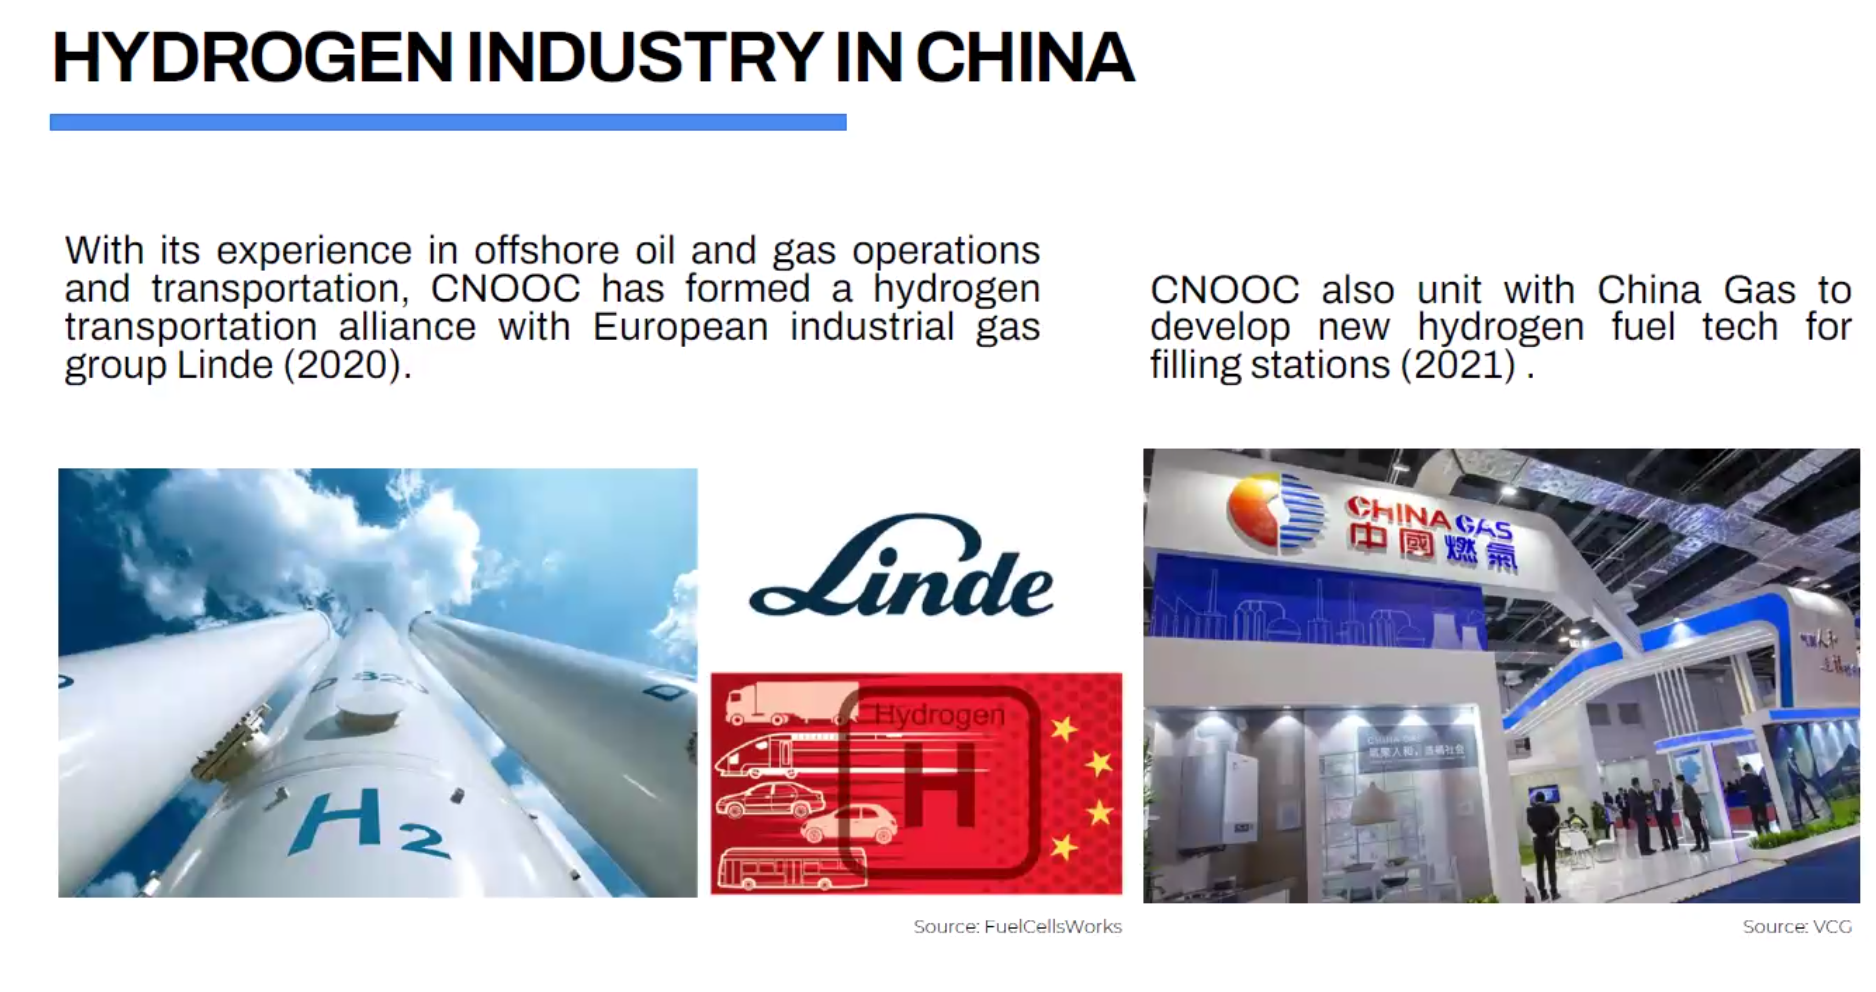 HYDROGEN INDUSTRY IN CHINA
With its experience in offshore oil and gas operations
and transportation, CNOOC has formed a hydrogen
transportation alliance with European industrial gas
group Linde (2020).
CNOOC also unit with China Gas to
develop new hydrogen fuel tech for
filling stations (2021) .
D 320
H2
Linde
Hydrogen
H
Source: FuelCellsWorks
CHINA GAS
中國燃氣
Source: VCG